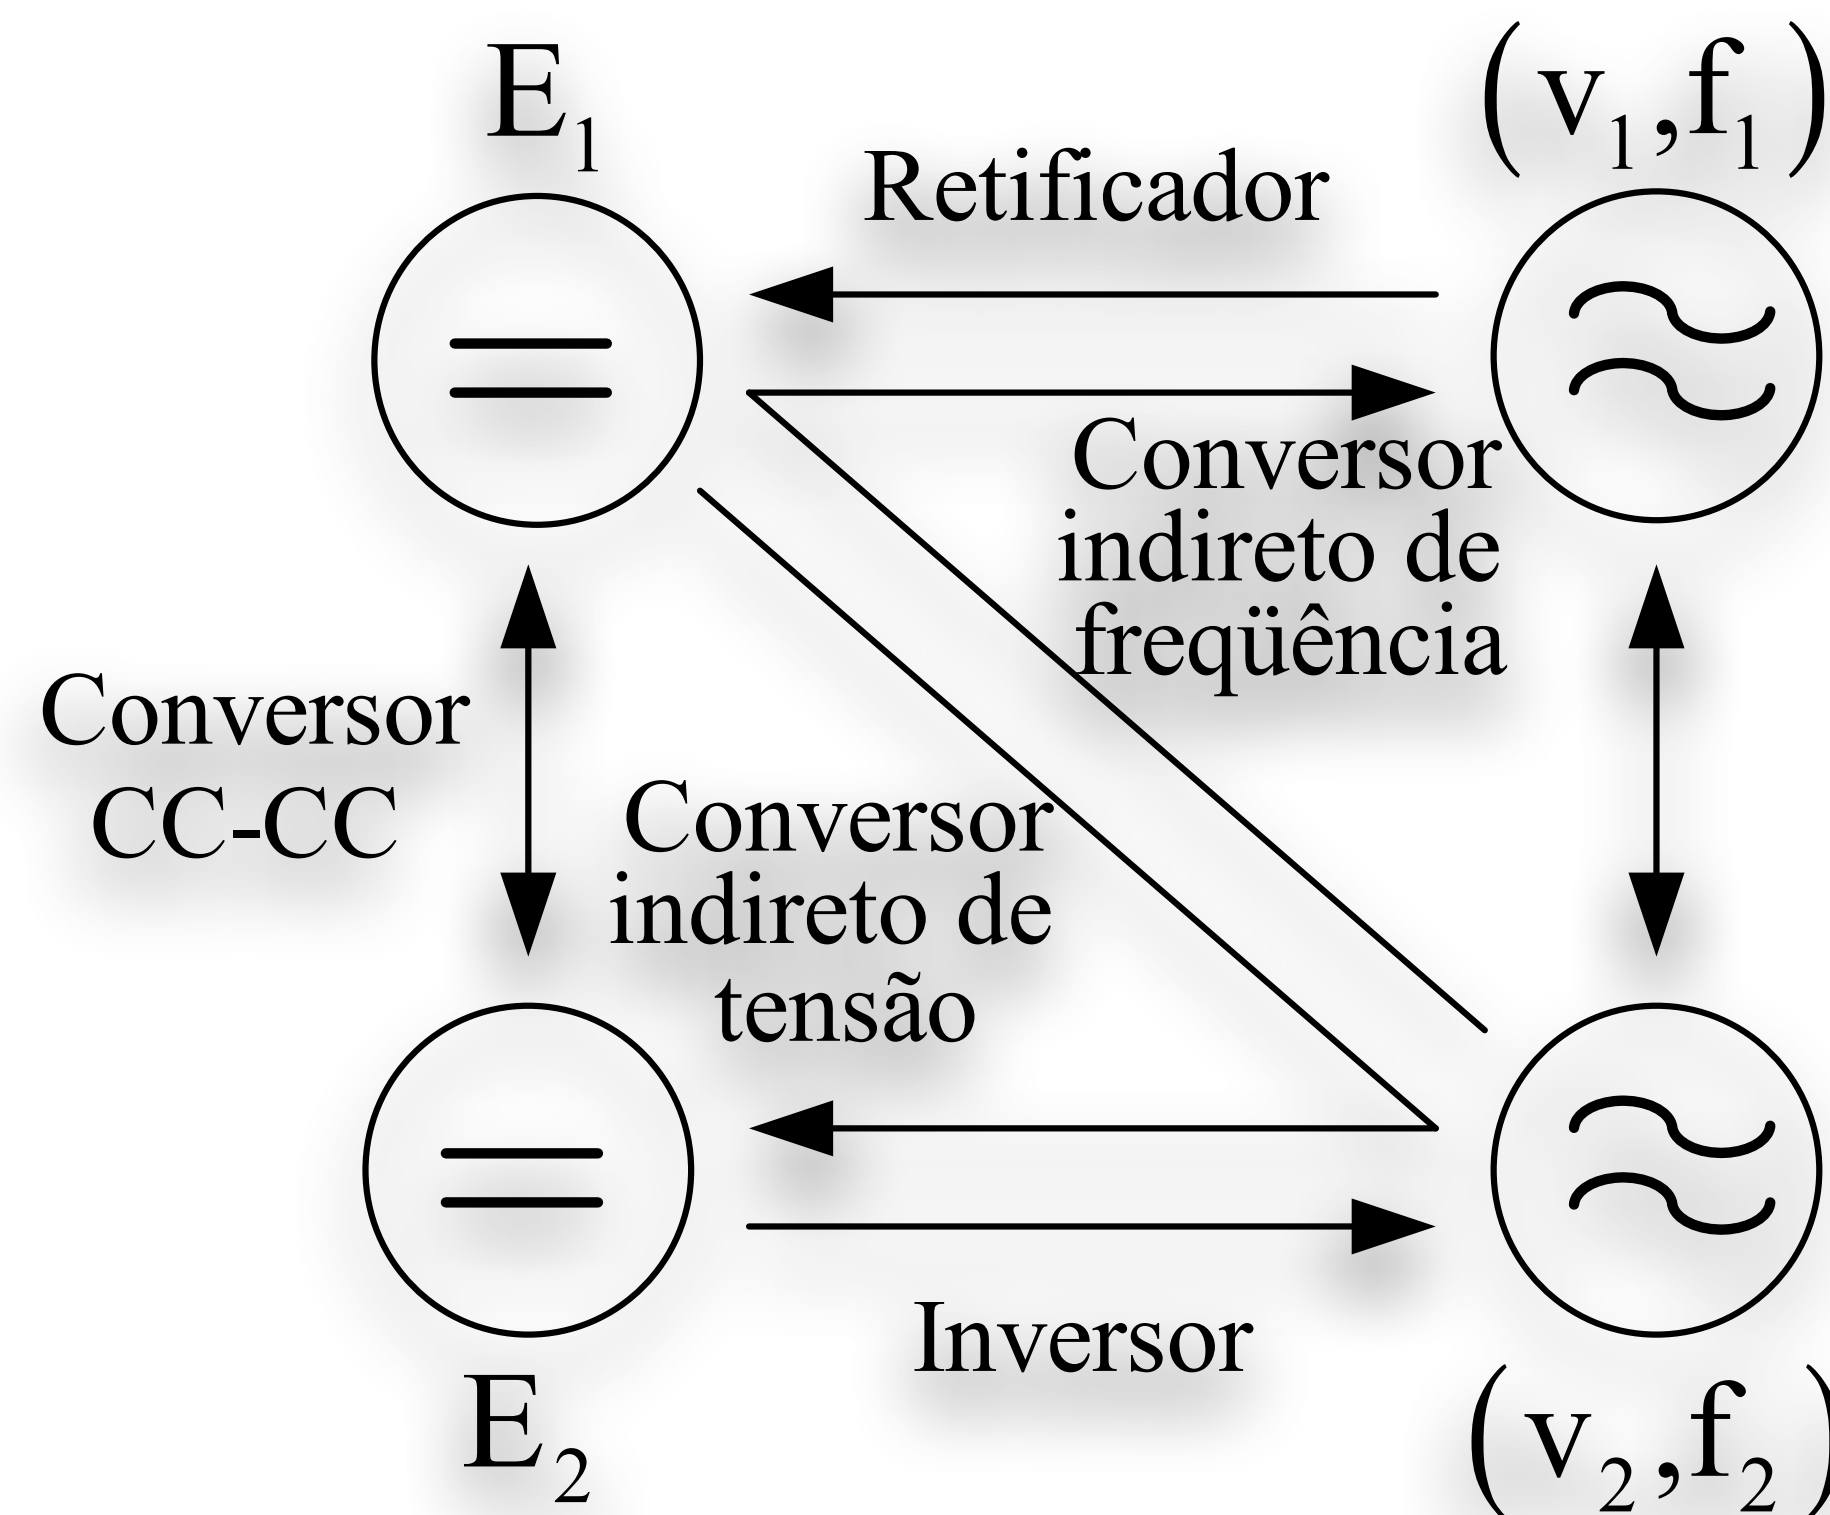 E1
(v1,f1)
Retificador
Conversor
indireto de
freqüência
Conversor
CC-CC
Conversor
indireto de
tensão
Inversor
E2
(v2,f2)